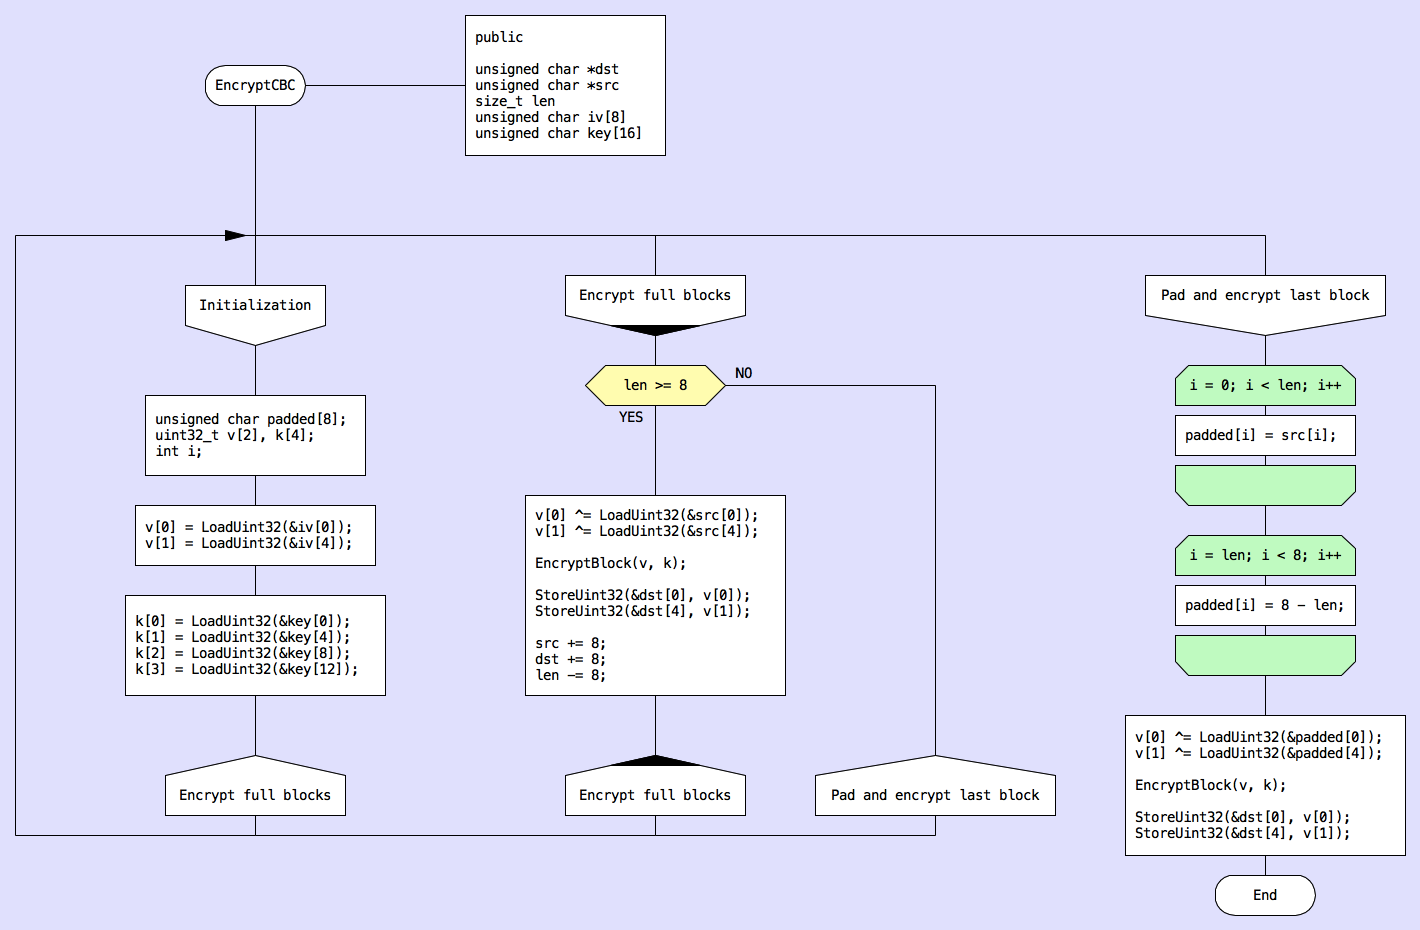 EncryptCBC
public
unsigned char *dst
unsigned char *src
size_t len
unsigned char iv[8]
unsigned char key[16]
Initialization
unsigned char padded[8];
uint32_t v[2], k[4];
int i;
v[0] = LoadUint32(&iv[0]);
v[1] = LoadUint32(&iv[4]);
k[0] = LoadUint32(&key[0]);
k[1] = LoadUint32(&key[4]);
k[2] = LoadUint32(&key[8]);
k[3] = LoadUint32(&key[12]);
Encrypt full blocks
Encrypt full blocks
len >= 8
NO
YES
v[0] ^= LoadUint32(&src[0]);
v[1] ^= LoadUint32(&src[4]);
EncryptBlock(v, k);
StoreUint32(&dst[0], v[0]);
StoreUint32(&dst[4], v[1]);
src += 8;
dst += 8;
len -= 8;
Encrypt full blocks
Pad and encrypt last block
Pad and encrypt last block
i = 0; i < len; i++
padded[i] = src[i];
i = len; i < 8; i++
padded[i] = 8 - len;
v[0] ^= LoadUint32(&padded[0]);
v[1] ^= LoadUint32(&padded[4]);
EncryptBlock(v, k);
StoreUint32(&dst[0], v[0]);
StoreUint32(&dst[4], v[1]);
End